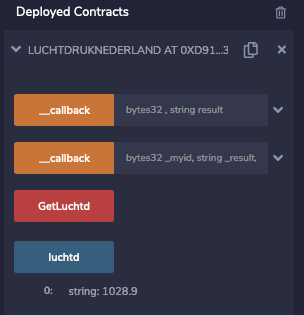 Deployed Contracts
LUCHTDRUKNEDERLAND AT 0XD91...3
__callback bytes32 , string result
__callback bytes32 _myid, string _result,
GetLuchtd
luchtd
0: string: 1028.9